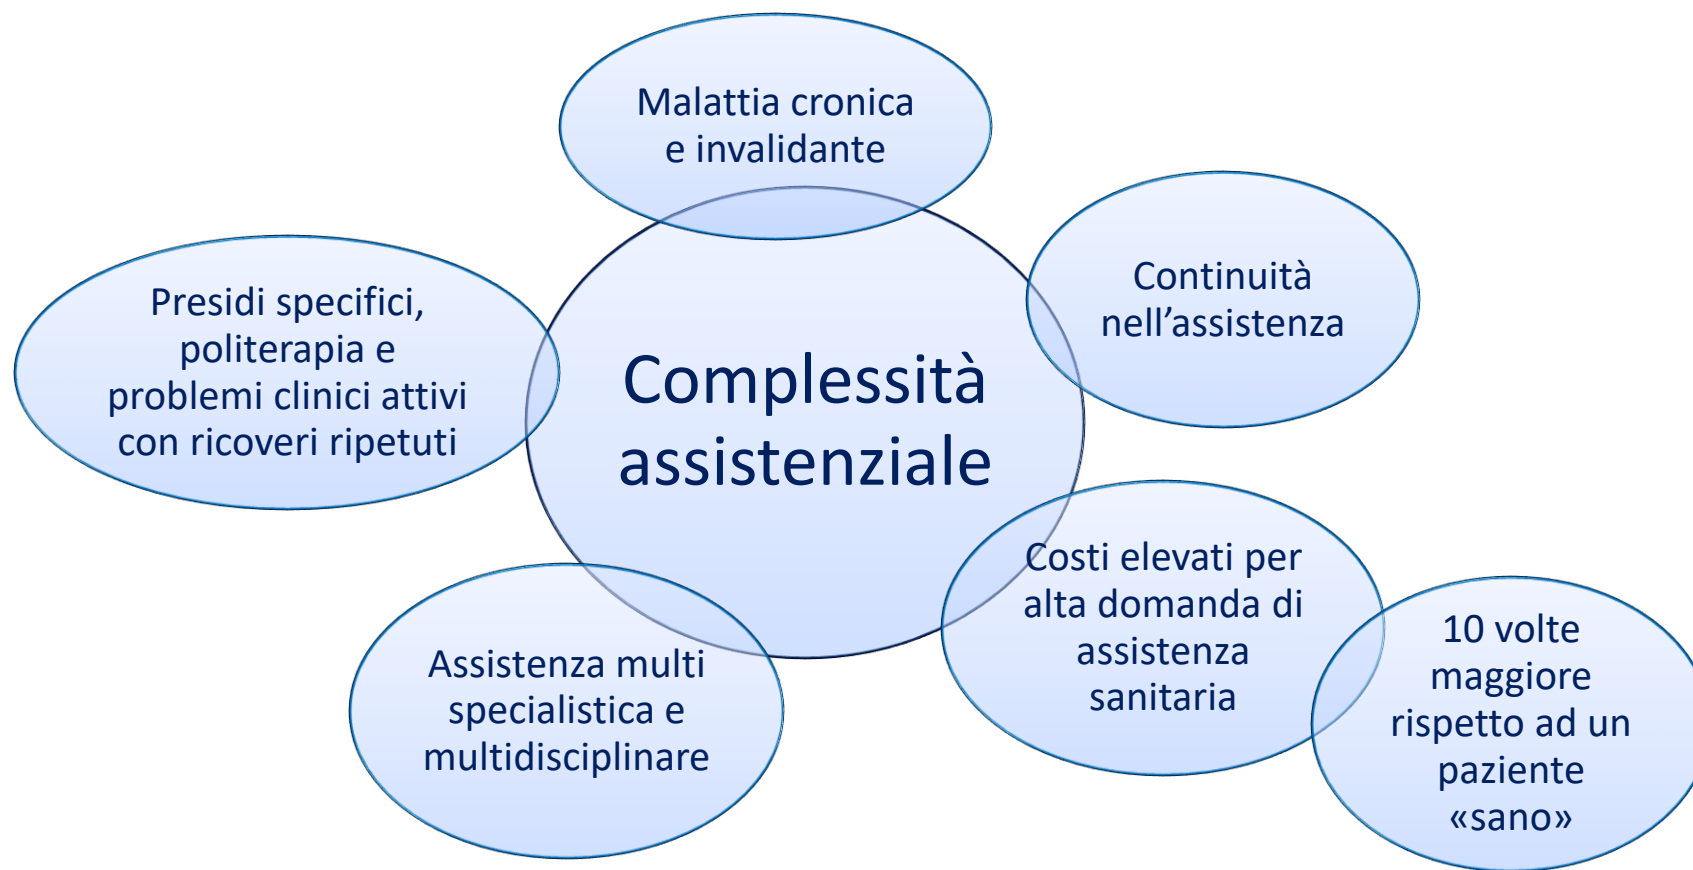 Malattia cronica
e invalidante
Continuità
nell’assistenza
Presidi specifici,
politerapia e
problemi clinici attivi
con ricoveri ripetuti
Complessità
assistenziale
Costi elevati per
alta domanda di
assistenza
sanitaria
10 volte
maggiore
rispetto ad un
paziente
«sano»
Assistenza multi
specialistica e
multidisciplinare